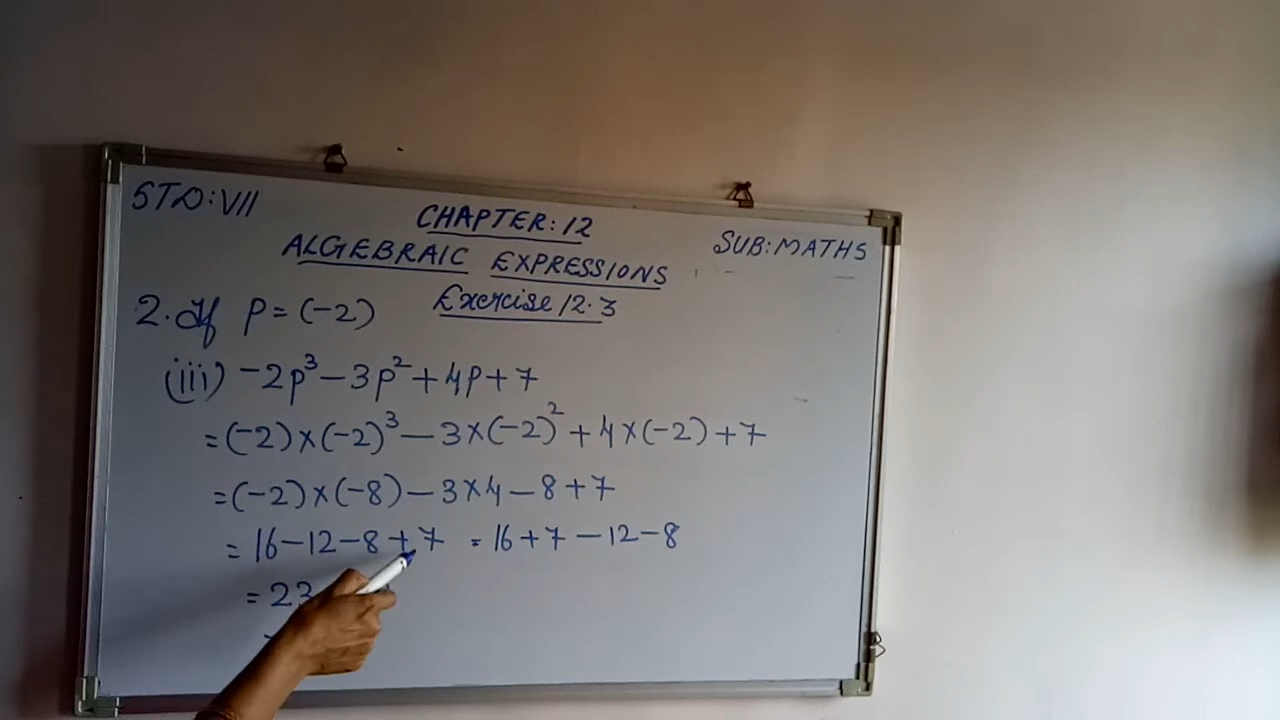 STD:VII
CHAPTER:12
SUB:MATHS
ALGEBRAIC EXPRESSIONS
Exercise 12.3
2. If P = (-2)
(iii) -2p³ - 3p² + 4p + 7
= (-2) × (-2)³ - 3 × (-2)² + 4 × (-2) + 7
= (-2) × (-8) - 3 × 4 - 8 + 7
= 16 - 12 - 8 + 7 = 16 + 7 - 12 - 8
= 23